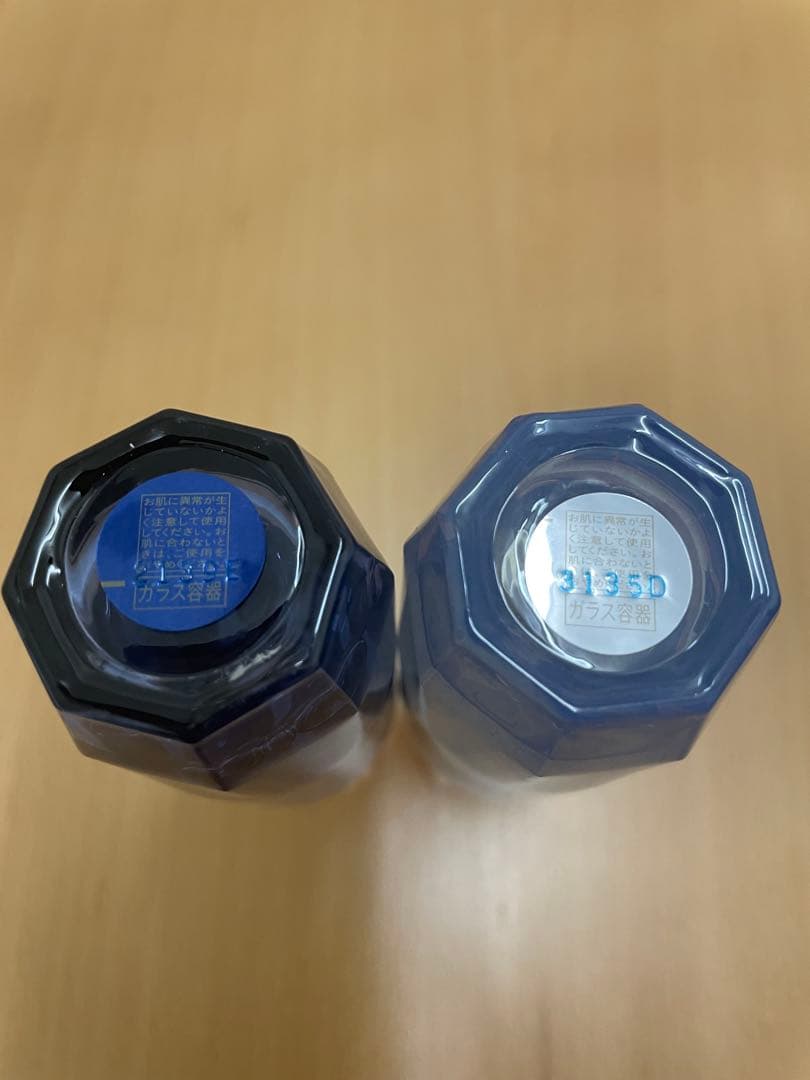 お肌に異常が生
じていないかよ
く注意して使用
してください。お
肌に合わないと
きは、ご使用を
ガラス容器
お肌に異常が生
じていないかよ
く注意して使用
してください。お
肌に合わないと
3135D
ガラス容器